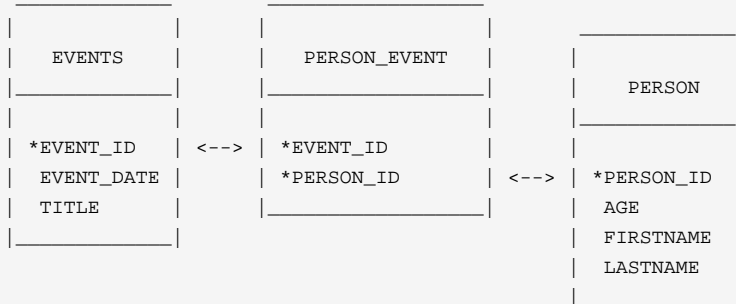 EVENTS
PERSON_EVENT
PERSON
*EVENT_ID <--> *EVENT_ID
EVENT_DATE *PERSON_ID <--> *PERSON_ID
TITLE AGE
FIRSTNAME
LASTNAME